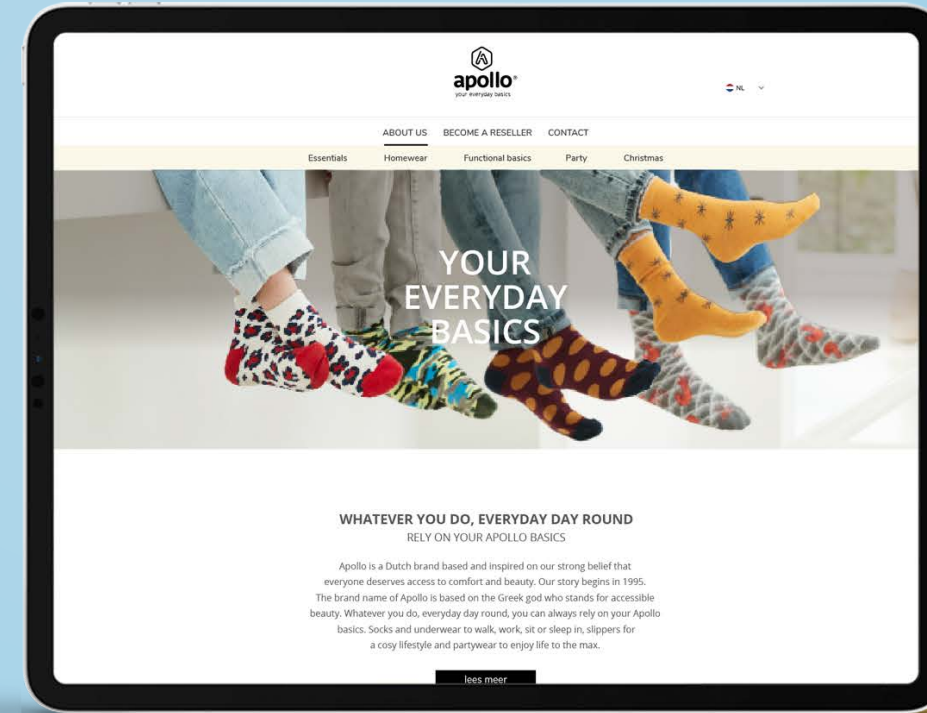 apollo®
your everyday basics
NL
ABOUT US BECOME A RESELLER CONTACT
Essentials Homewear Functional basics Party Christmas
YOUR
EVERYDAY
BASICS
WHATEVER YOU DO, EVERYDAY DAY ROUND
RELY ON YOUR APOLLO BASICS
Apollo is a Dutch brand based and inspired on our strong belief that
everyone deserves access to comfort and beauty. Our story begins in 1995.
The brand name of Apollo is based on the Greek god who stands for accessible
beauty. Whatever you do, everyday day round, you can always rely on your Apollo
basics. Socks and underwear to walk, work, sit or sleep in, slippers for
a cosy lifestyle and partywear to enjoy life to the max.
lees meer